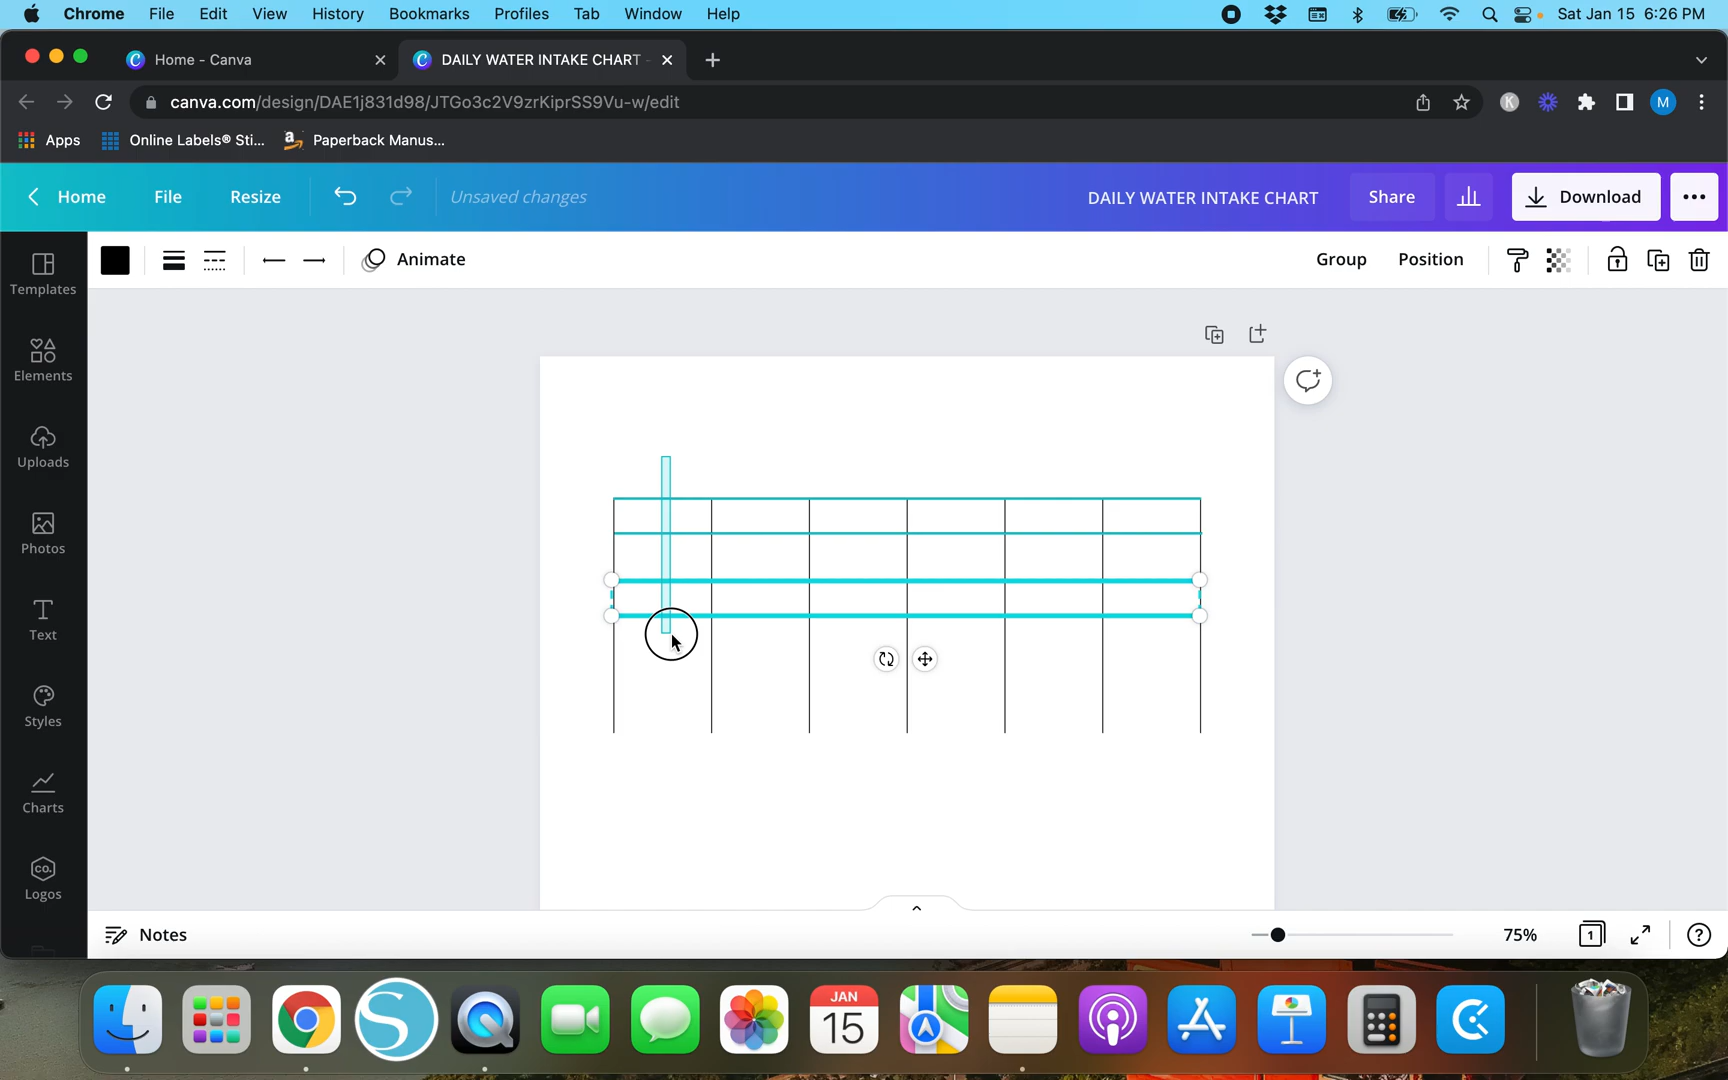 Chrome File Edit View History Bookmarks Profiles Tab Window Help Sat Jan 15 6:26 PM
Home - Canva
DAILY WATER INTAKE CHART -
canva.com/design/DAE1j831d98/JTGo3c2V9zrKiprSS9Vu-w/edit
K
M
Apps
Online Labels® Sti...
Paperback Manus...
Home
File
Resize
Unsaved changes
DAILY WATER INTAKE CHART
Share
Download
Animate
Group
Position
Templates
Elements
Uploads
Photos
Text
Styles
Charts
CO.
Logos
Notes
75%
1
JAN
15